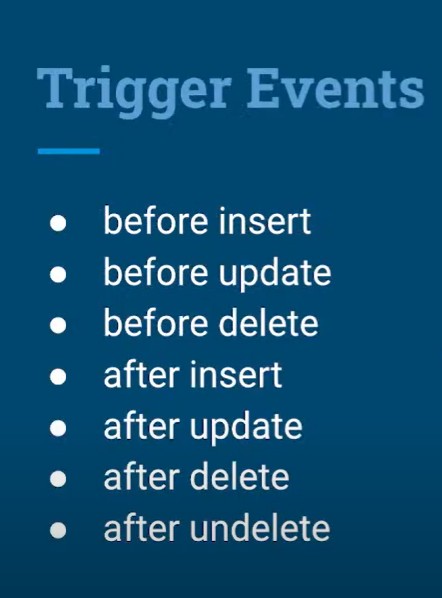 Trigger Events
● before insert
● before update
● before delete
● after insert
● after update
● after delete
● after undelete